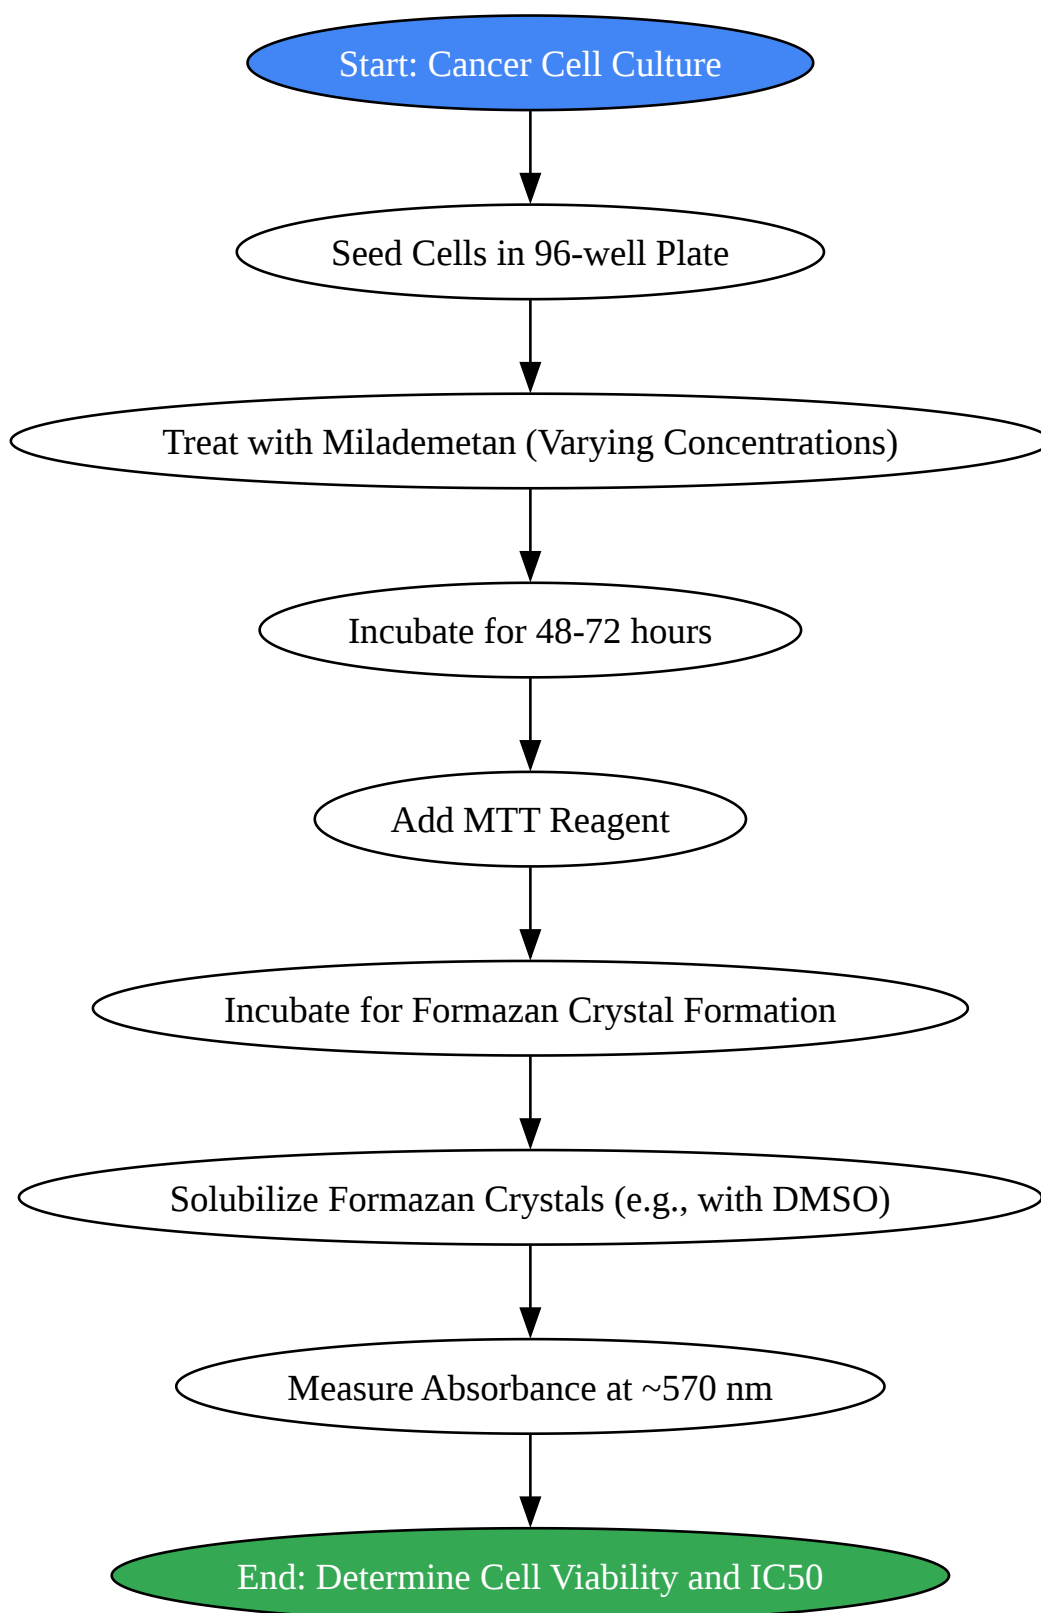 Start: Cancer Cell Culture
Seed Cells in 96-well Plate
Treat with Milademetan (Varying Concentrations)
Incubate for 48-72 hours
Add MTT Reagent
Incubate for Formazan Crystal Formation
Solubilize Formazan Crystals (e.g., with DMSO)
Measure Absorbance at ~570 nm
End: Determine Cell Viability and IC50